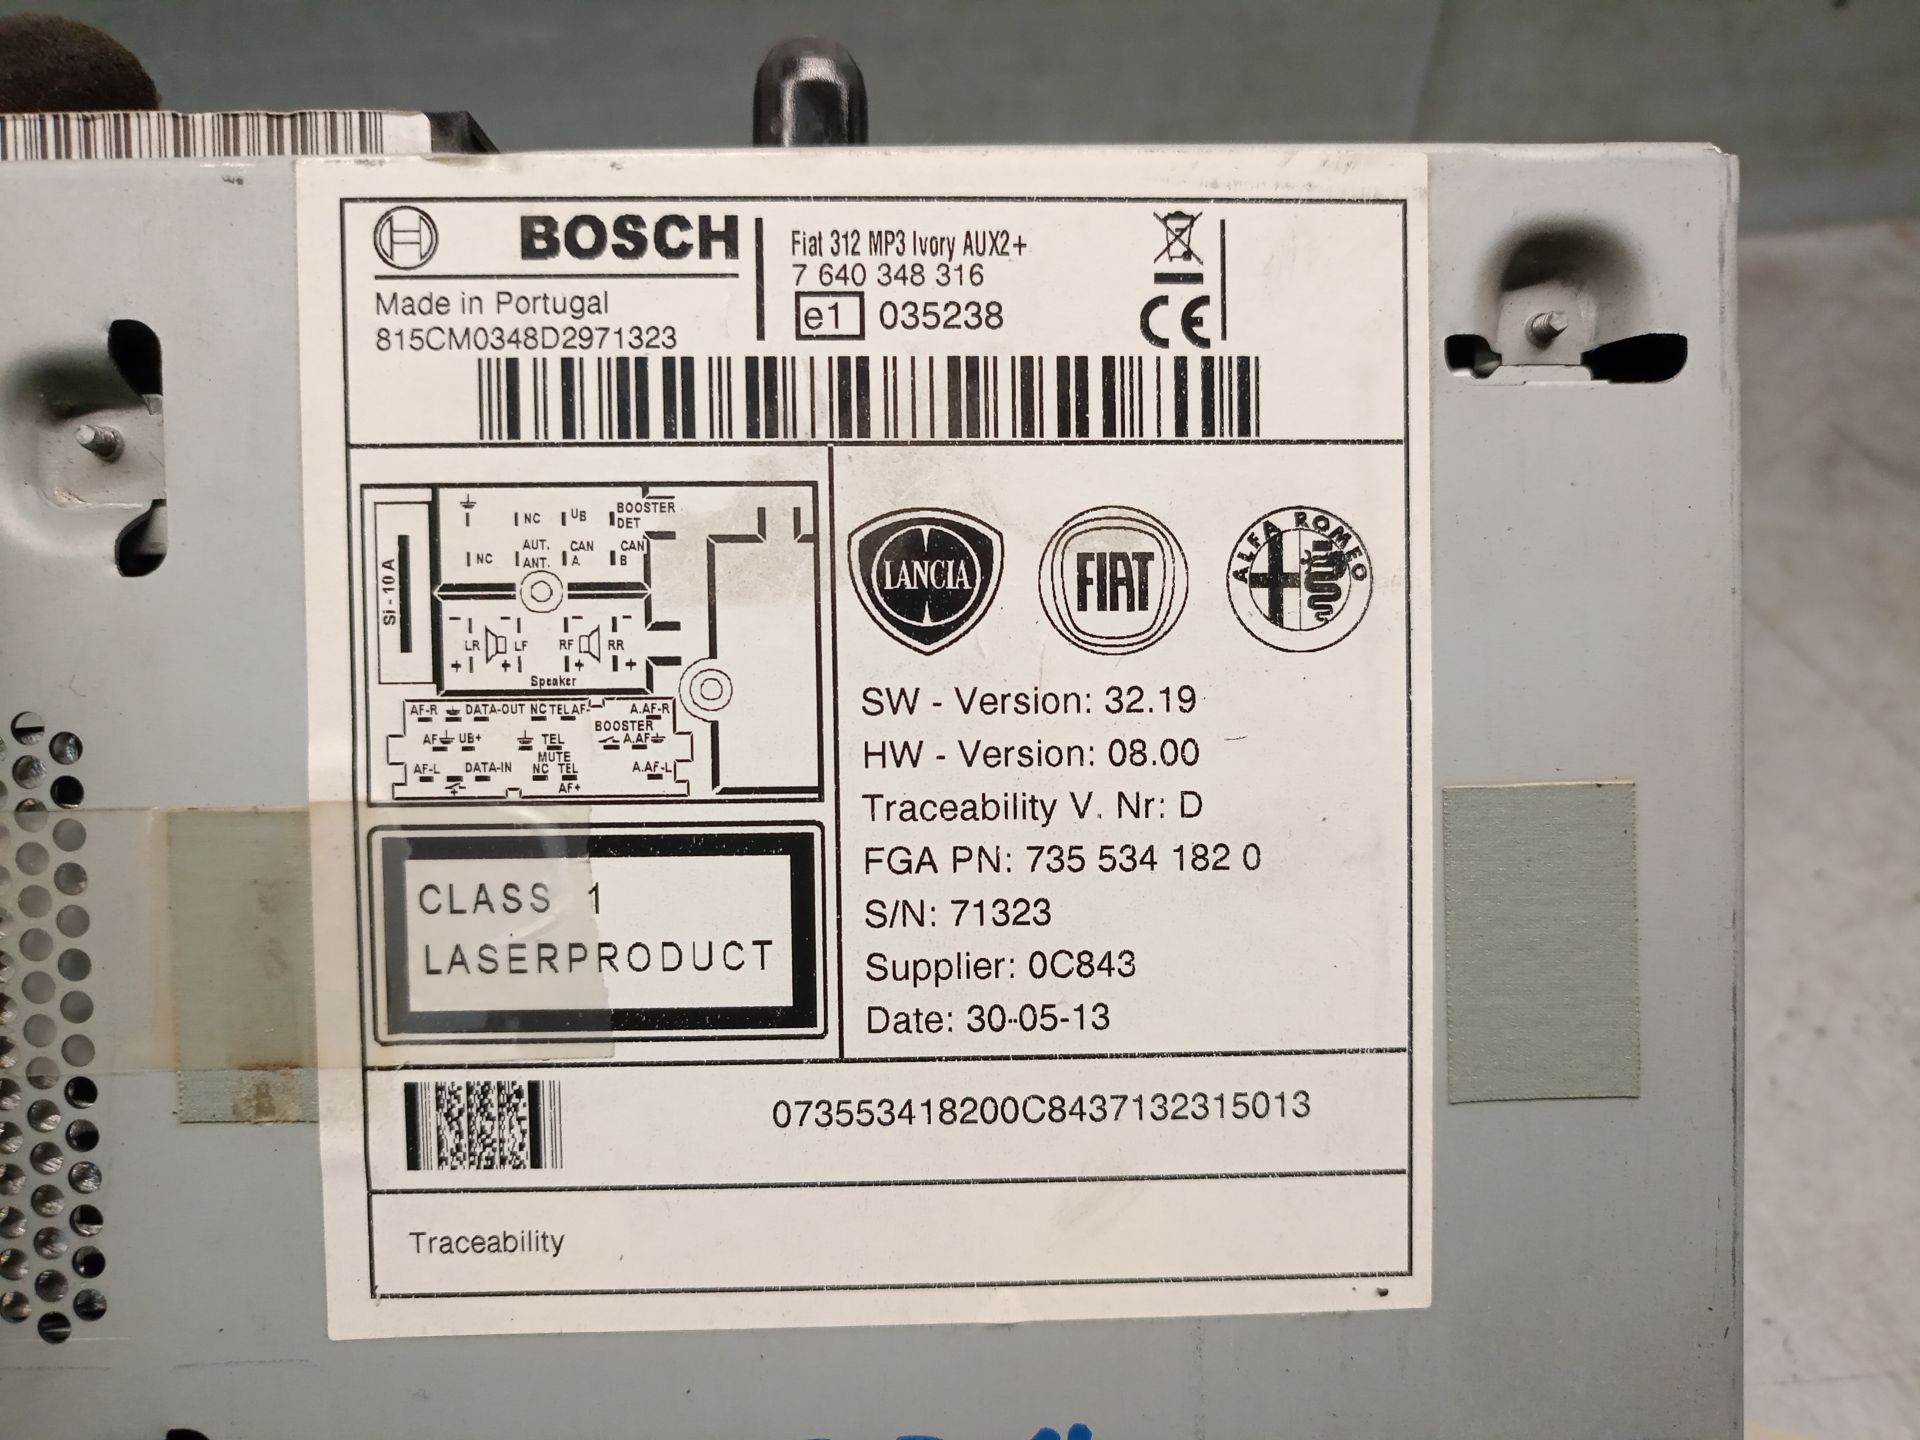 BOSCH
Fiat 312 MP3 Ivory AUX2+
7 640 348 316
e1 035238
CE
Made in Portugal
815CM0348D2971323
NC UB BOOSTER DET
NC AUT. ANT. CAN A CAN B
Si - 10 A
- - - -
LR LF RF RR
+ + + +
Speaker
AF-R DATA-OUT NC TEL AF- A.AF-R
BOOSTER
AF UB+ TEL MUTE A.AF
AF-L DATA-IN NC TEL AF+ A.AF-L
LANCIA
FIAT
ALFA ROMEO
SW - Version: 32.19
HW - Version: 08.00
Traceability V. Nr: D
FGA PN: 735 534 182 0
S/N: 71323
Supplier: 0C843
Date: 30-05-13
CLASS 1
LASERPRODUCT
073553418200C8437132315013
Traceability